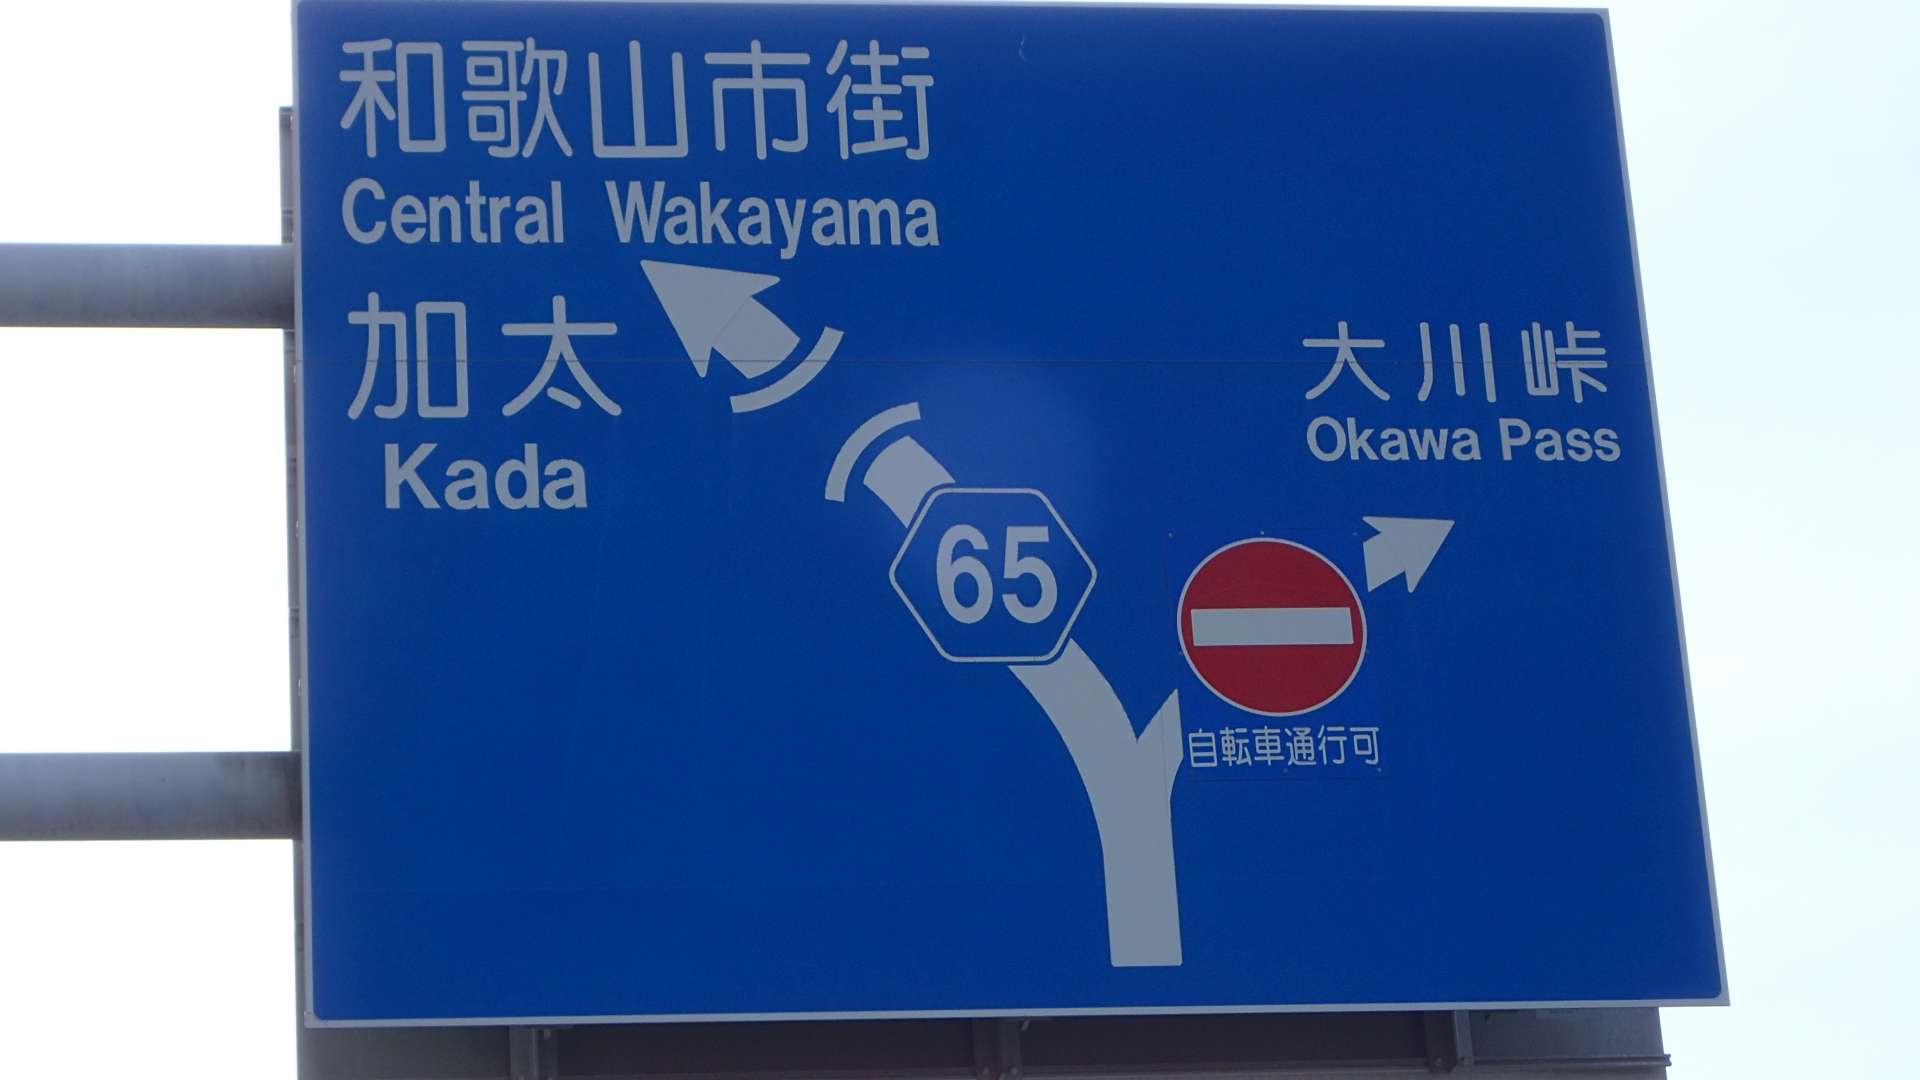 和歌山市街
Central Wakayama
加太
Kada
大川峠
Okawa Pass
65
自転車通行可